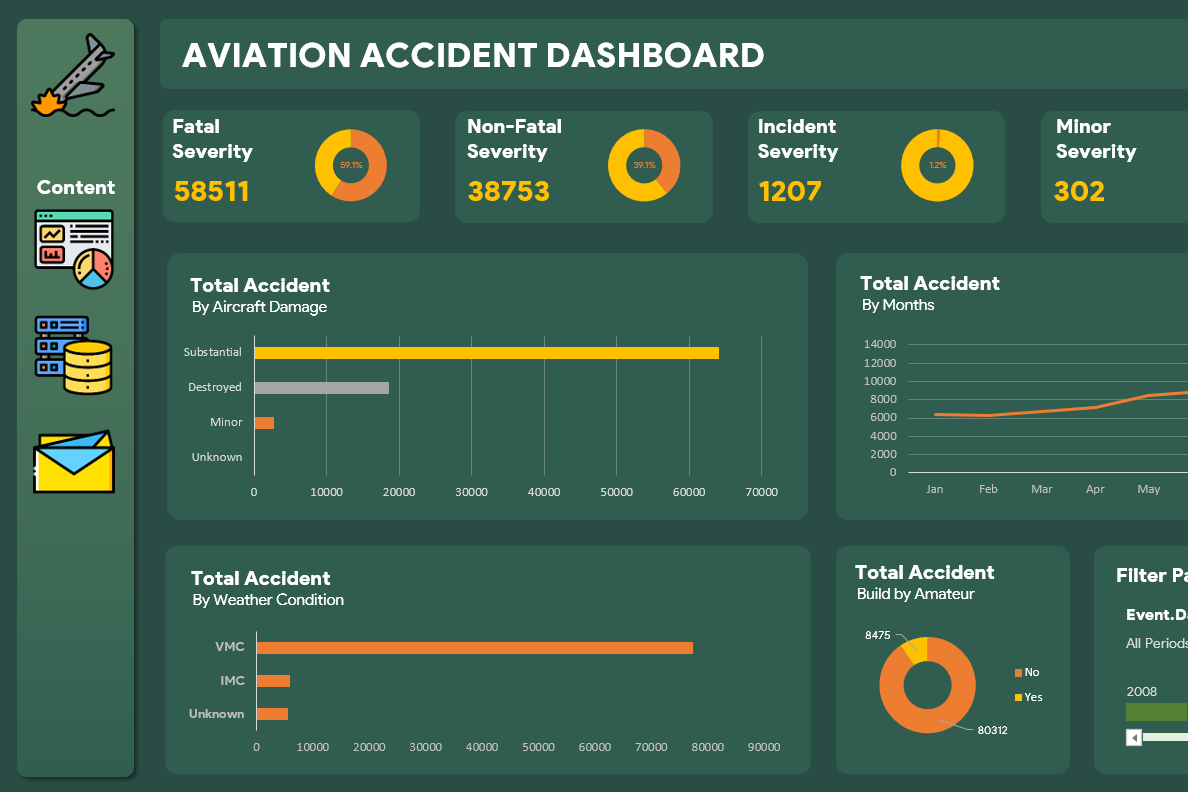 AVIATION ACCIDENT DASHBOARD
Content
Fatal
Severity
58511
59.1%
Non-Fatal
Severity
38753
39.1%
Incident
Severity
1207
1.2%
Minor
Severity
302
Total Accident
By Aircraft Damage
Substantial
Destroyed
Minor
Unknown
0 10000 20000 30000 40000 50000 60000 70000
Total Accident
By Months
14000
12000
10000
8000
6000
4000
2000
0
Jan Feb Mar Apr May
Total Accident
By Weather Condition
VMC
IMC
Unknown
0 10000 20000 30000 40000 50000 60000 70000 80000 90000
Total Accident
Build by Amateur
8475
No
Yes
80312
Filter Pa
Event.Da
All Periods
2008